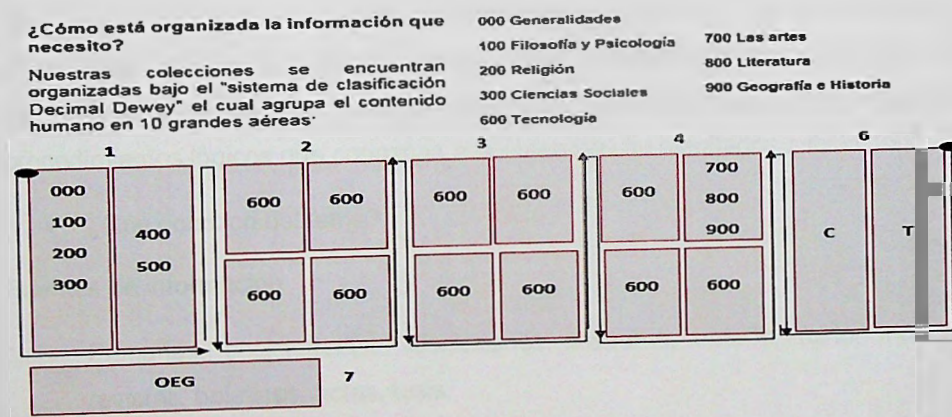 ¿Cómo está organizada la información que
necesito?
Nuestras colecciones se encuentran
organizadas bajo el "sistema de clasificación
Decimal Dewey" el cual agrupa el contenido
humano en 10 grandes aéreas·
000 Generalidades
100 Filosofía y Psicología
200 Religión
300 Ciencias Sociales
600 Tecnología
700 Las artes
800 Literatura
900 Geografía e Historia
1 2 3 4 6
000
100
200
300
400
500
600 600
600 600
600 600
600 600
600
700
800
900
600 600
C T
OEG 7